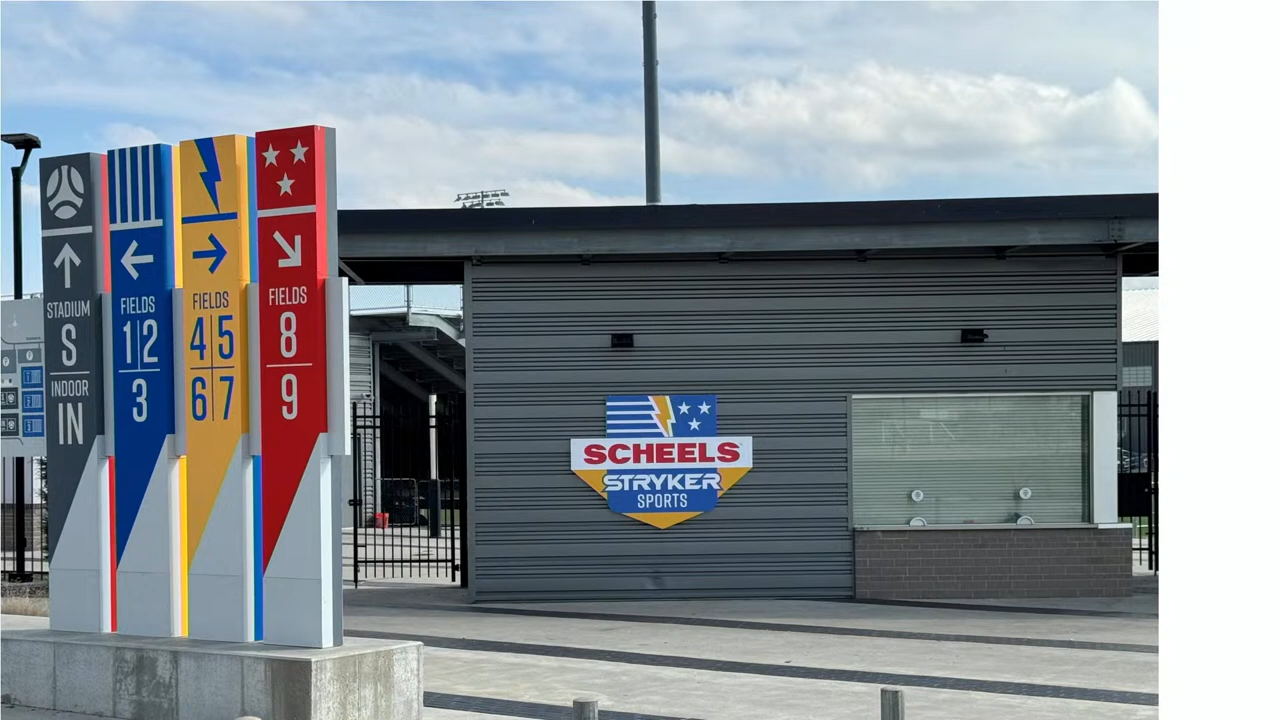 STADIUM
S
INDOOR
IN
FIELDS
1|2
3
FIELDS
4|5
6|7
FIELDS
8
9
SCHEELS
STRYKER
SPORTS